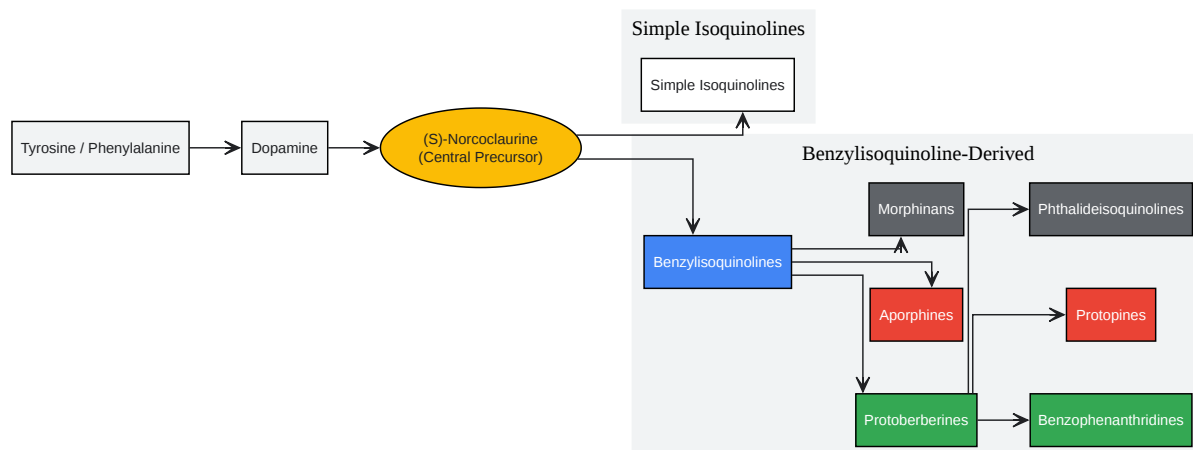 Simple Isoquinolines
Simple Isoquinolines
Tyrosine / Phenylalanine
Dopamine
(S)-Norcoclaurine
(Central Precursor)
Benzylisoquinoline-Derived
Morphinans
Phthalideisoquinolines
Benzylisoquinolines
Aporphines
Protopines
Protoberberines
Benzophenanthridines